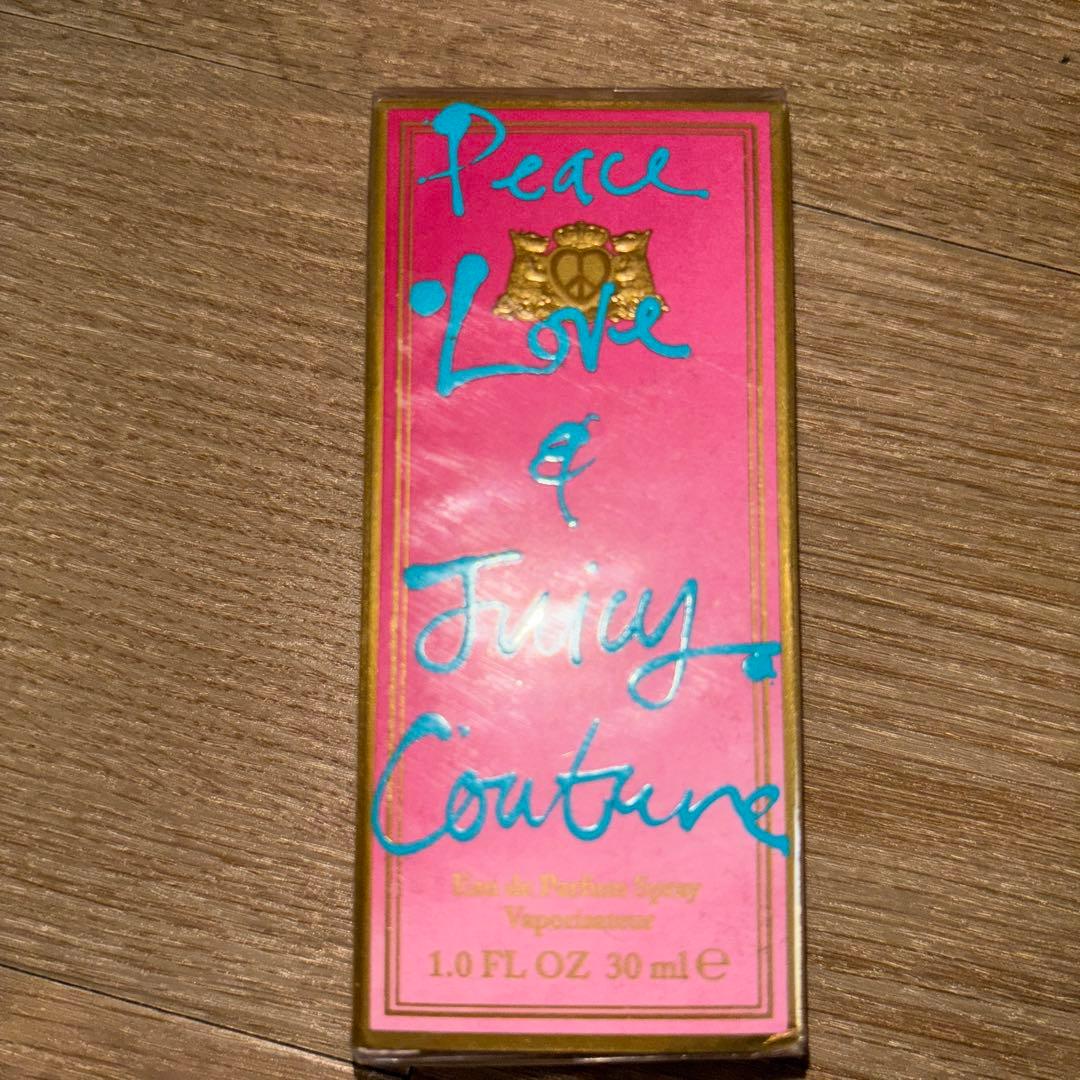 Peace
Love
&
Juicy
Couture
Eau de Parfum Spray
Vaporisateur
1.0 FL OZ 30 ml ℮